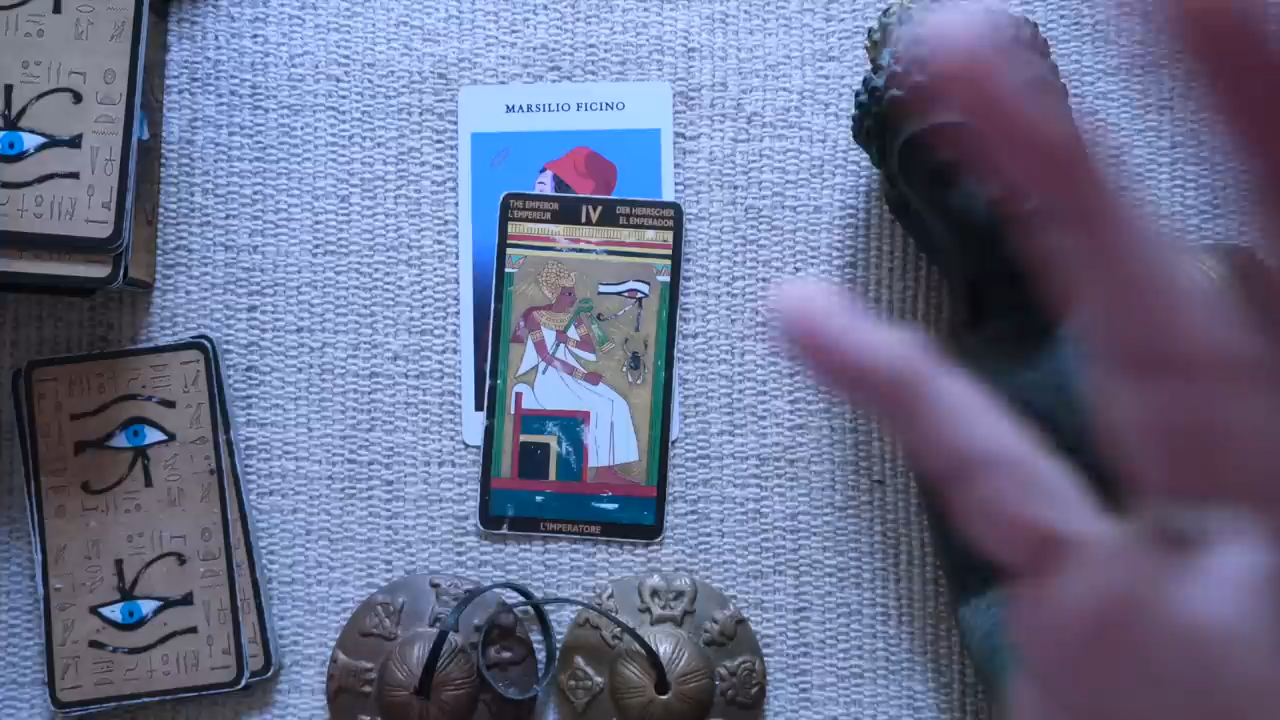 MARSILIO FICINO
THE EMPEROR
L'EMPEREUR
IV
DER HERRSCHER
EL EMPERADOR
L'IMPERATORE